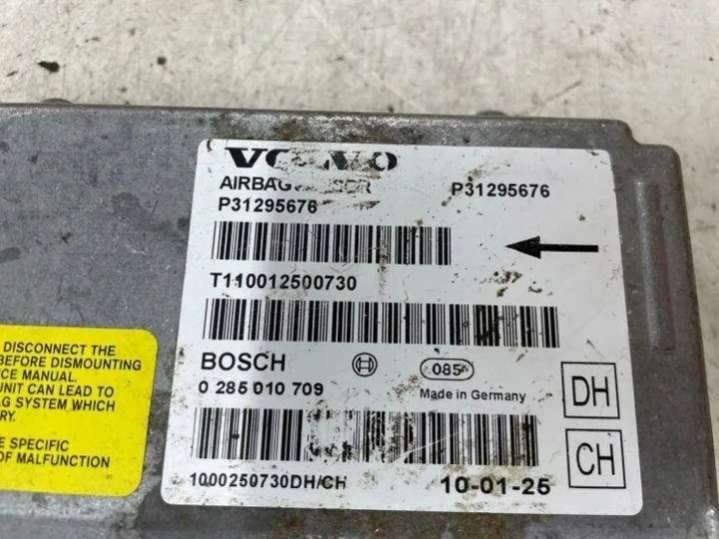 VOLVO
AIRBAG P31295676
P31295676
T110012500730
BOSCH 085
0 285 010 709 Made in Germany
DH
CH
1000250730DH/CH 10-01-25
DISCONNECT THE
BEFORE DISMOUNTING
MANUAL.
UNIT CAN LEAD TO
SYSTEM WHICH
SPECIFIC
OF MALFUNCTION